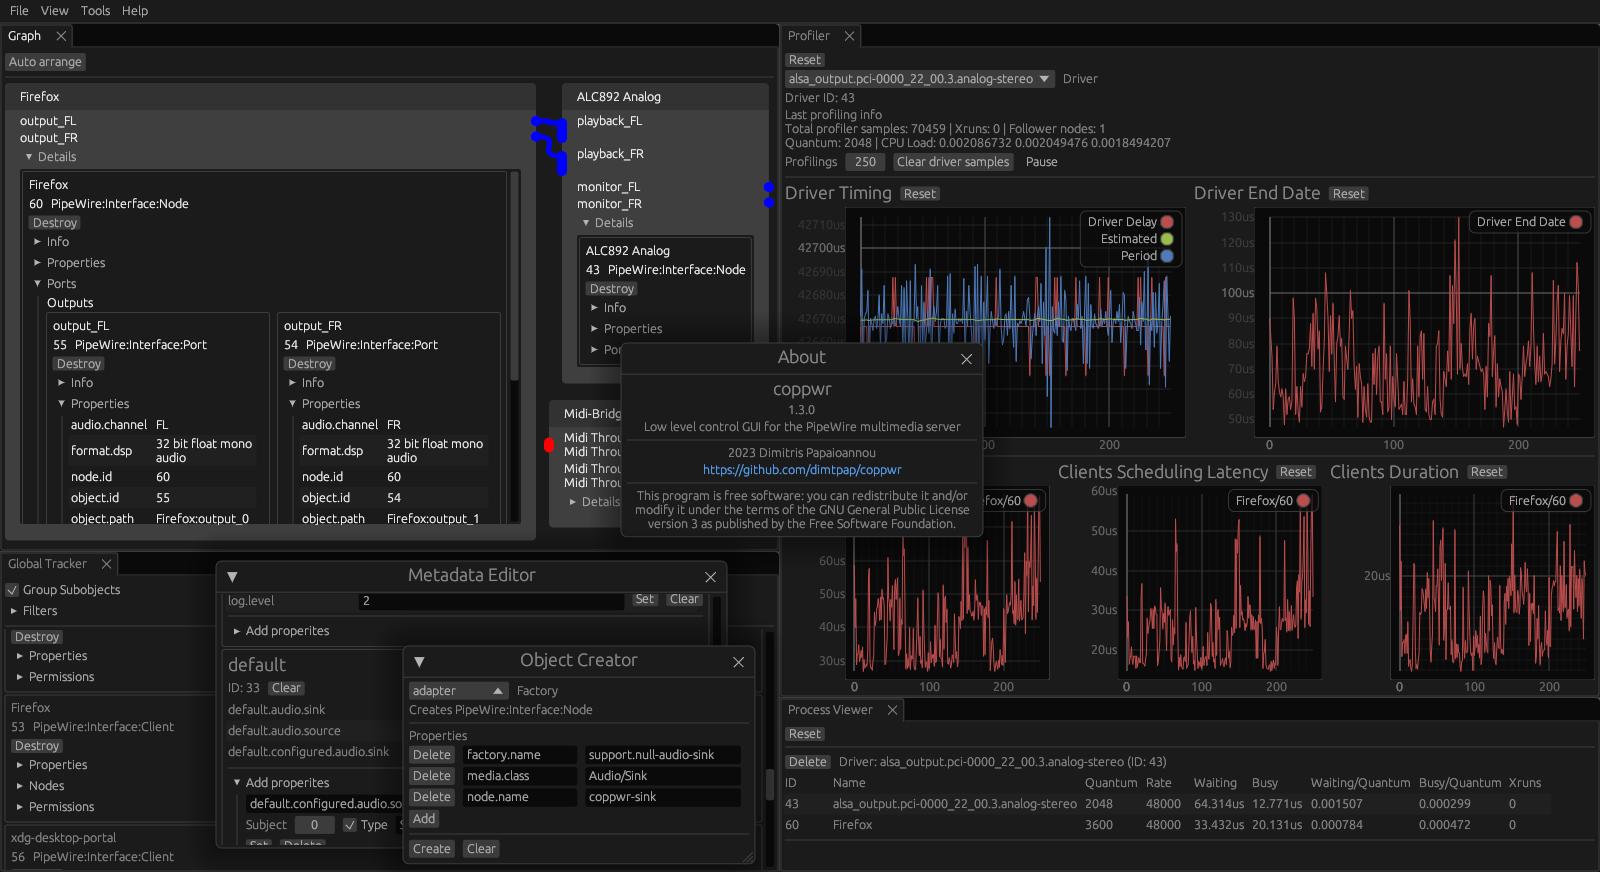 File View Tools Help
Graph
Auto arrange
Firefox
output_FL
output_FR
Details
Firefox
60 PipeWire:Interface:Node
Destroy
Info
Properties
Ports
Outputs
output_FL
55 PipeWire:Interface:Port
Destroy
Info
Properties
audio.channel FL
format.dsp 32 bit float mono audio
node.id 60
object.id 55
object.path Firefox:output_0
output_FR
54 PipeWire:Interface:Port
Destroy
Info
Properties
audio.channel FR
format.dsp 32 bit float mono audio
node.id 60
object.id 54
object.path Firefox:output_1
ALC892 Analog
playback_FL
playback_FR
monitor_FL
monitor_FR
Details
ALC892 Analog
43 PipeWire:Interface:Node
Destroy
Info
Properties
Midi Throu
Midi Throu
Midi Throu
Midi Throu
Details
About
coppwr
1.3.0
Low level control GUI for the PipeWire multimedia server
2023 Dimitris Papaioannou
https://github.com/dimtpap/coppwr
This program is free software: you can redistribute it and/or
modify it under the terms of the GNU General Public License
version 3 as published by the Free Software Foundation.
Profiler
Reset
alsa_output.pci-0000_22_00.3.analog-stereo Driver
Driver ID: 43
Last profiling info
Total profiler samples: 70459 | Xruns: 0 | Follower nodes: 1
Quantum: 2048 | CPU Load: 0.002086732 0.002049476 0.0018494207
Profilings 250 Clear driver samples Pause
Driver Timing Reset
42710us
42700us
42690us
42680us
42670us
Driver Delay
Estimated
Period
200
Driver End Date Reset
130us
120us
110us
100us
90us
80us
70us
60us
50us
Driver End Date
0 100 200
60us
50us
40us
30us
0 100 200
Clients Scheduling Latency Reset
60us
50us
40us
30us
20us
Firefox/60
0 100 200
Clients Duration Reset
20us
Firefox/60
0 100 200
Global Tracker
Group Subobjects
Filters
Destroy
Properties
Permissions
Firefox
53 PipeWire:Interface:Client
Destroy
Properties
Nodes
Permissions
xdg-desktop-portal
56 PipeWire:Interface:Client
Metadata Editor
log.level 2 Set Clear
Add properites
default
ID: 33 Clear
default.audio.sink
default.audio.source
default.configured.audio.sink
Add properites
default.configured.audio.so
Subject 0 Type
Object Creator
adapter Factory
Creates PipeWire:Interface:Node
Properties
Delete factory.name support.null-audio-sink
Delete media.class Audio/Sink
Delete node.name coppwr-sink
Add
Create Clear
Process Viewer
Reset
Delete Driver: alsa_output.pci-0000_22_00.3.analog-stereo (ID: 43)
ID Name Quantum Rate Waiting Busy Waiting/Quantum Busy/Quantum Xruns
43 alsa_output.pci-0000_22_00.3.analog-stereo 2048 48000 64.314us 12.771us 0.001507 0.000299 0
60 Firefox 3600 48000 33.432us 20.131us 0.000784 0.000472 0